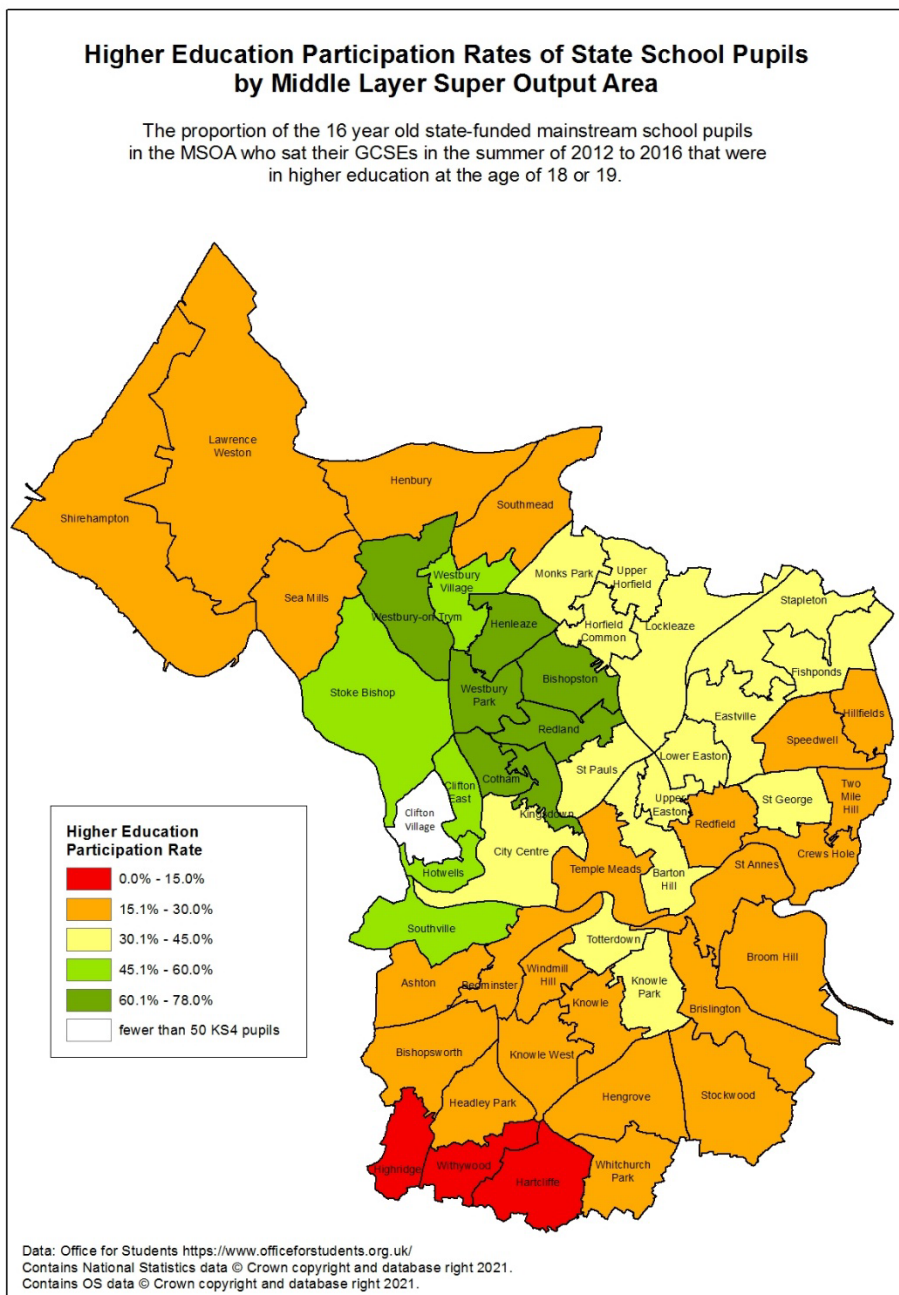 Higher Education Participation Rates of State School Pupils
by Middle Layer Super Output Area
The proportion of the 16 year old state-funded mainstream school pupils
in the MSOA who sat their GCSEs in the summer of 2012 to 2016 that were
in higher education at the age of 18 or 19.
Lawrence
Weston
Henbury
Southmead
Shirehampton
Sea Mills
Westbury
Village
Monks Park
Upper
Horfield
Stapleton
Westbury-on Trym
Henleaze
Horfield
Common
Lockleaze
Fishponds
Stoke Bishop
Westbury
Park
Bishopston
Eastville
Hillfields
Redland
Speedwell
Lower Easton
St Pauls
Cotham
Clifton
East
Two
Mile
Hill
Upper
Easton
St George
Clifton
Village
Kingsdown
Redfield
City Centre
Crews Hole
Hotwells
Temple Meads
Barton
Hill
St Annes
Southville
Totterdown
Broom Hill
Ashton
Bedminster
Windmill
Hill
Knowle
Knowle
Park
Brislington
Bishopsworth
Knowle West
Headley Park
Hengrove
Stockwood
Highridge
Withywood
Hartcliffe
Whitchurch
Park
Higher Education
Participation Rate
0.0% - 15.0%
15.1% - 30.0%
30.1% - 45.0%
45.1% - 60.0%
60.1% - 78.0%
fewer than 50 KS4 pupils
Data: Office for Students https://www.officeforstudents.org.uk/
Contains National Statistics data © Crown copyright and database right 2021.
Contains OS data © Crown copyright and database right 2021.